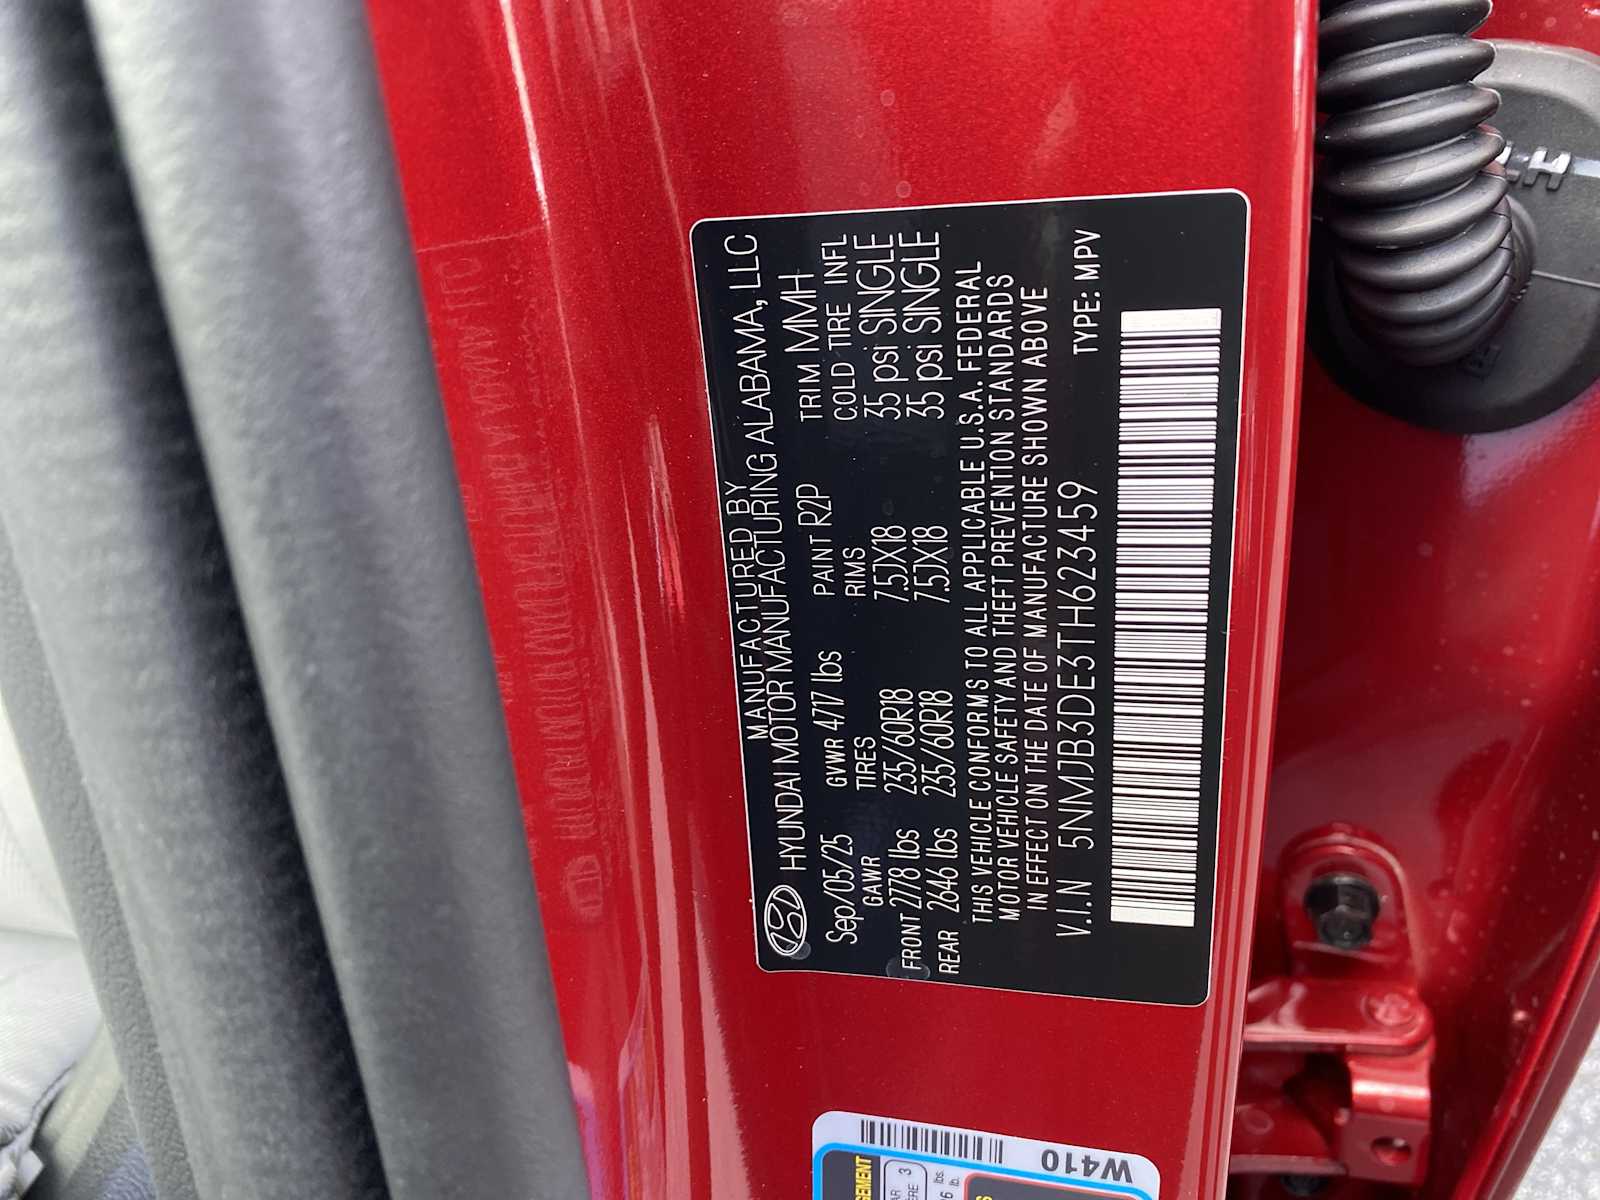 MANUFACTURED BY
HYUNDAI MOTOR MANUFACTURING ALABAMA, LLC
Sep/05/25 GVWR 4717 lbs PAINT R2P TRIM MMH
GAWR TIRES RIMS COLD TIRE INFL
FRONT 2778 lbs 235/60R18 7.5JX18 35 psi SINGLE
REAR 2646 lbs 235/60R18 7.5JX18 35 psi SINGLE
THIS VEHICLE CONFORMS TO ALL APPLICABLE U.S.A. FEDERAL
MOTOR VEHICLE SAFETY AND THEFT PREVENTION STANDARDS
IN EFFECT ON THE DATE OF MANUFACTURE SHOWN ABOVE
V.I.N 5NMJB3DE3TH623459 TYPE: MPV
W410